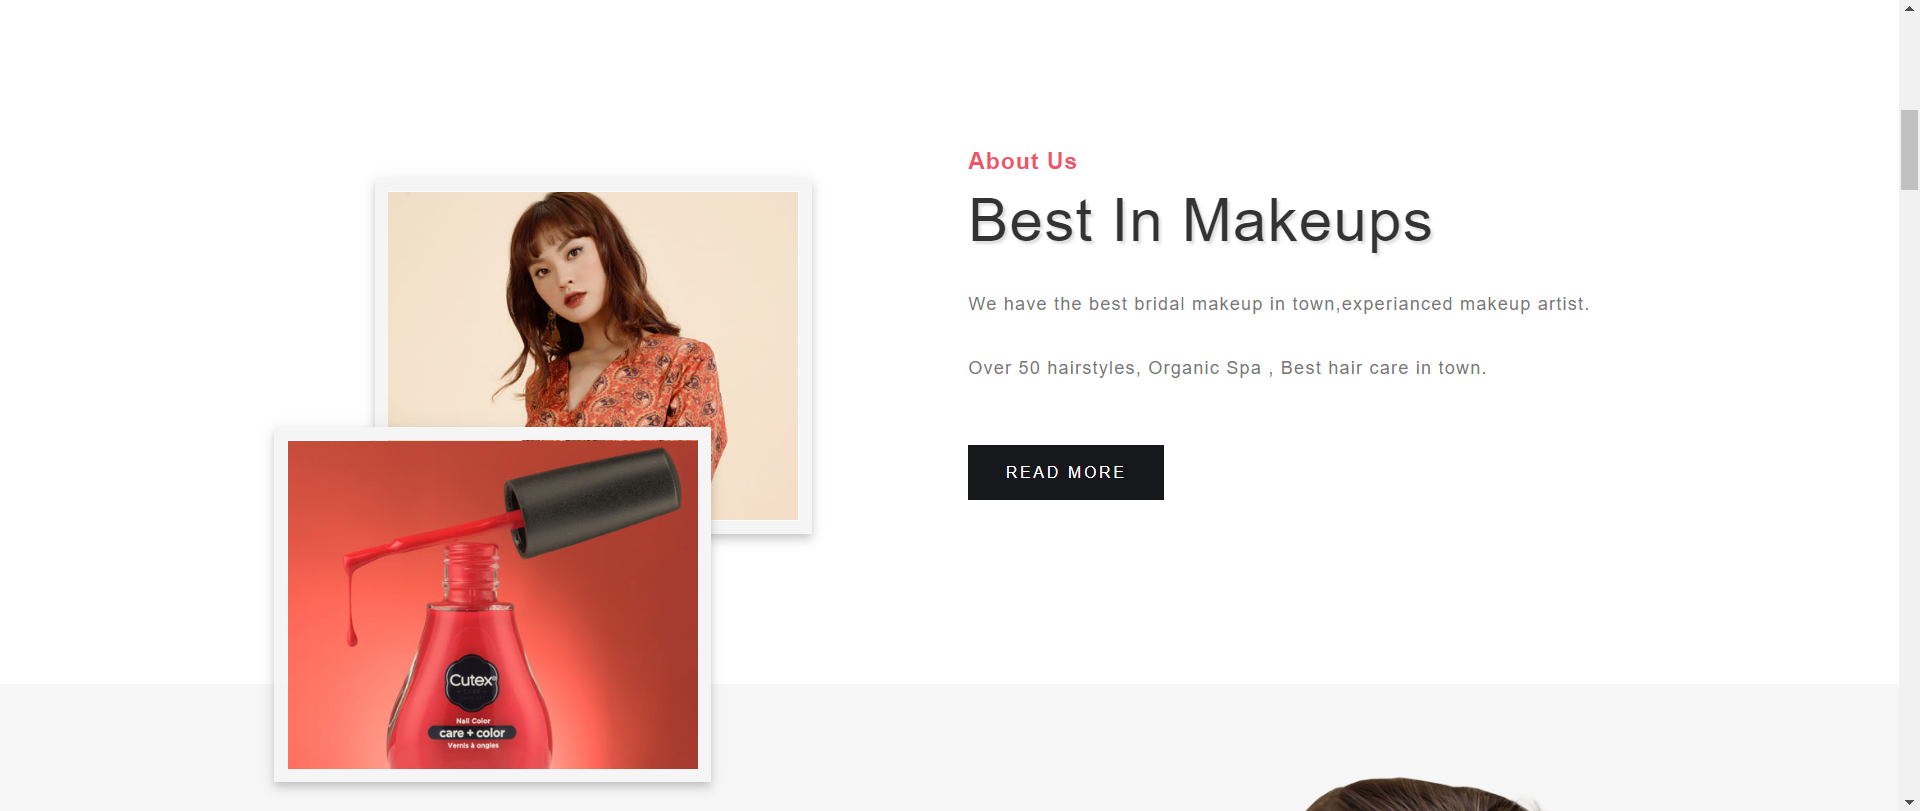 About Us
Best In Makeups
We have the best bridal makeup in town,experianced makeup artist.
Over 50 hairstyles, Organic Spa , Best hair care in town.
READ MORE
Cutex®
Nail Color
care + color
Vernis à ongles